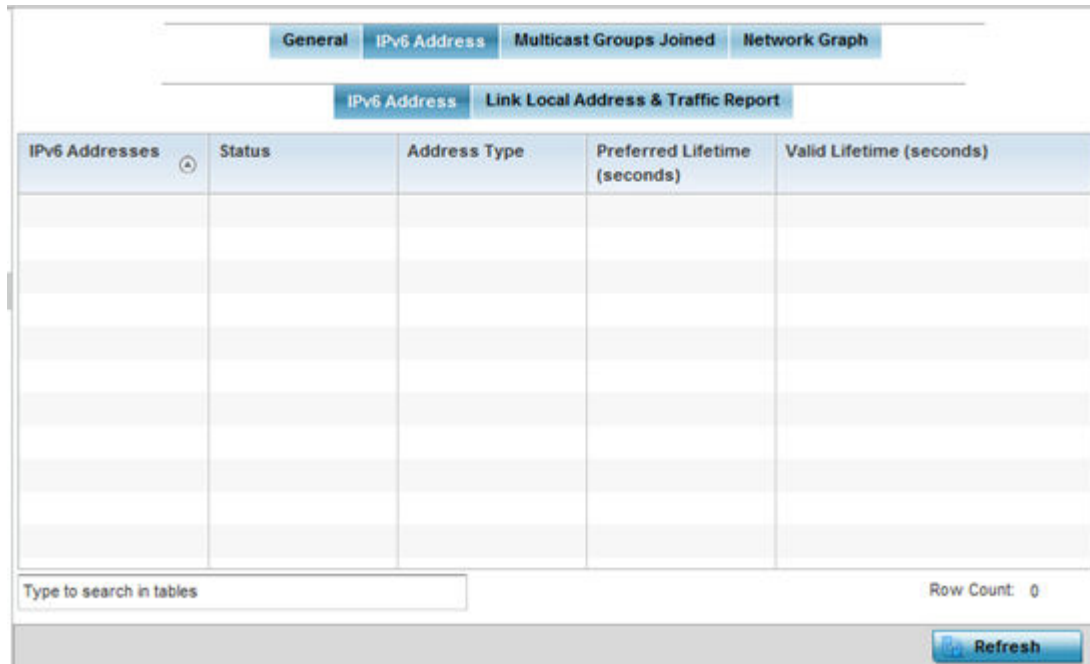 General IPv6 Address Multicast Groups Joined Network Graph
IPv6 Address Link Local Address & Traffic Report
IPv6 Addresses Status Address Type Preferred Lifetime (seconds) Valid Lifetime (seconds)
Type to search in tables Row Count: 0
Refresh